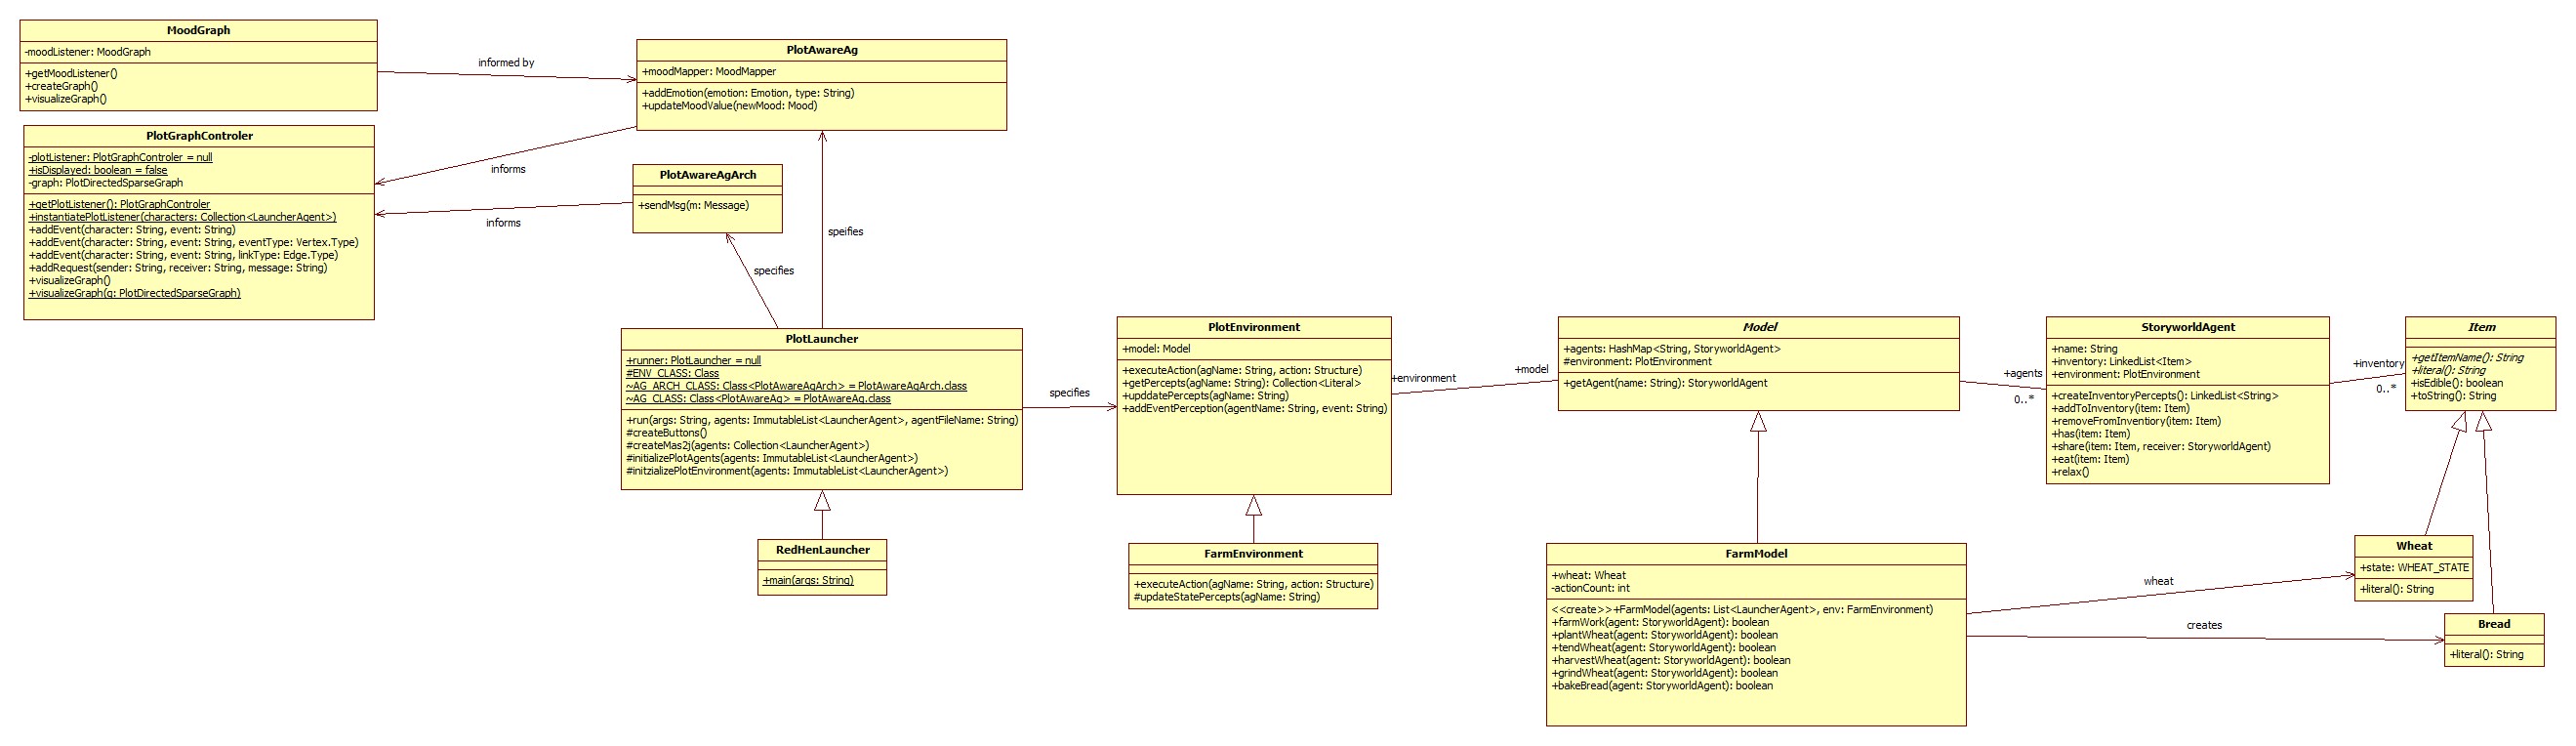 MoodGraph
-moodListener: MoodGraph
+getMoodListener()
+createGraph()
+visualizeGraph()
informed by
PlotAwareAg
+moodMapper: MoodMapper
+addEmotion(emotion: Emotion, type: String)
+updateMoodValue(newMood: Mood)
PlotGraphControler
-plotListener: PlotGraphControler = null
+isDisplayed: boolean = false
-graph: PlotDirectedSparseGraph
+getPlotListener(): PlotGraphControler
+instantiatePlotListener(characters: Collection<LauncherAgent>)
+addEvent(character: String, event: String)
+addEvent(character: String, event: String, eventType: Vertex.Type)
+addEvent(character: String, event: String, linkType: Edge.Type)
+addRequest(sender: String, receiver: String, message: String)
+visualizeGraph()
+visualizeGraph(g: PlotDirectedSparseGraph)
informs
informs
PlotAwareAgArch
+sendMsg(m: Message)
speifies
specifies
PlotLauncher
+runner: PlotLauncher = null
#ENV_CLASS: Class
~AG_ARCH_CLASS: Class<PlotAwareAgArch> = PlotAwareAgArch.class
~AG_CLASS: Class<PlotAwareAg> = PlotAwareAg.class
+run(args: String, agents: ImmutableList<LauncherAgent>, agentFileName: String)
#createButtons()
#createMas2j(agents: Collection<LauncherAgent>)
#initializePlotAgents(agents: ImmutableList<LauncherAgent>)
#initzializePlotEnvironment(agents: ImmutableList<LauncherAgent>)
RedHenLauncher
+main(args: String)
specifies
PlotEnvironment
+model: Model
+executeAction(agName: String, action: Structure)
+getPercepts(agName: String): Collection<Literal>
+upddatePercepts(agName: String)
+addEventPerception(agentName: String, event: String)
FarmEnvironment
+executeAction(agName: String, action: Structure)
#updateStatePercepts(agName: String)
+environment
+model
Model
+agents: HashMap<String, StoryworldAgent>
#environment: PlotEnvironment
+getAgent(name: String): StoryworldAgent
FarmModel
+wheat: Wheat
-actionCount: int
<<create>>+FarmModel(agents: List<LauncherAgent>, env: FarmEnvironment)
+farmWork(agent: StoryworldAgent): boolean
+plantWheat(agent: StoryworldAgent): boolean
+tendWheat(agent: StoryworldAgent): boolean
+harvestWheat(agent: StoryworldAgent): boolean
+grindWheat(agent: StoryworldAgent): boolean
+bakeBread(agent: StoryworldAgent): boolean
+agents
0..*
StoryworldAgent
+name: String
+inventory: LinkedList<Item>
+environment: PlotEnvironment
+createInventoryPercepts(): LinkedList<String>
+addToInventory(item: Item)
+removeFromInventiory(item: Item)
+has(item: Item)
+share(item: Item, receiver: StoryworldAgent)
+eat(item: Item)
+relax()
+inventory
0..*
Item
+getItemName(): String
+literal(): String
+isEdible(): boolean
+toString(): String
wheat
Wheat
+state: WHEAT_STATE
+literal(): String
creates
Bread
+literal(): String